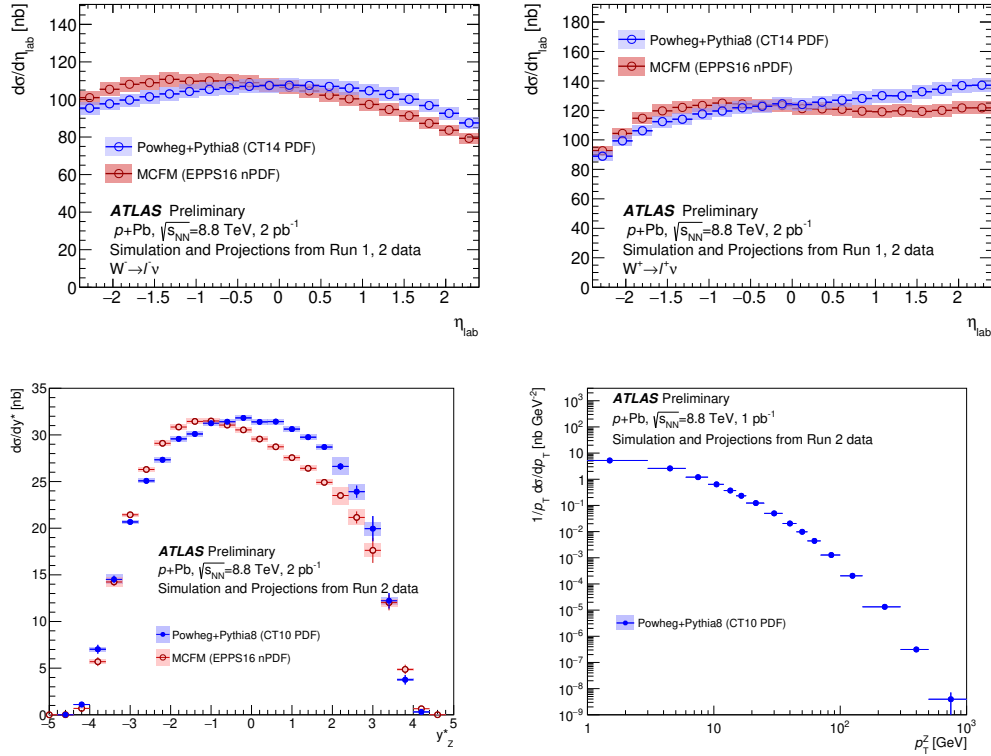 dσ/dη_lab [nb]
140
120
100
80
60
40
20
0
Powheg+Pythia8 (CT14 PDF)
MCFM (EPPS16 nPDF)
ATLAS Preliminary
p+Pb, √s_NN=8.8 TeV, 2 pb⁻¹
Simulation and Projections from Run 1, 2 data
W⁻→l⁻ν
−2 −1.5 −1 −0.5 0 0.5 1 1.5 2
η_lab
dσ/dη_lab [nb]
180
160
140
120
100
80
60
40
20
0
Powheg+Pythia8 (CT14 PDF)
MCFM (EPPS16 nPDF)
ATLAS Preliminary
p+Pb, √s_NN=8.8 TeV, 2 pb⁻¹
Simulation and Projections from Run 1, 2 data
W⁺→l⁺ν
−2 −1.5 −1 −0.5 0 0.5 1 1.5 2
η_lab
dσ/dy* [nb]
35
30
25
20
15
10
5
0
ATLAS Preliminary
p+Pb, √s_NN=8.8 TeV, 2 pb⁻¹
Simulation and Projections from Run 2 data
Powheg+Pythia8 (CT10 PDF)
MCFM (EPPS16 nPDF)
−5 −4 −3 −2 −1 0 1 2 3 4 5
y*_Z
1/p_T dσ/dp_T [nb GeV⁻²]
10³
10²
10
1
10⁻¹
10⁻²
10⁻³
10⁻⁴
10⁻⁵
10⁻⁶
10⁻⁷
10⁻⁸
10⁻⁹
ATLAS Preliminary
p+Pb, √s_NN=8.8 TeV, 1 pb⁻¹
Simulation and Projections from Run 2 data
Powheg+Pythia8 (CT10 PDF)
1 10 10² 10³
p_T^Z [GeV]